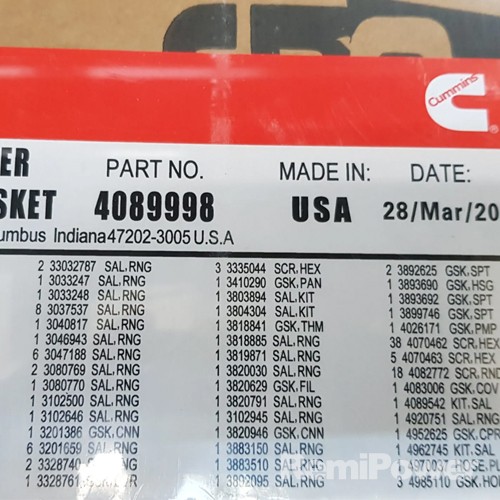 Cummins
®
ER PART NO. MADE IN: DATE:
SKET 4089998 USA 28/Mar/20
umbus Indiana47202-3005 U.S.A
2 33032787 SAL,RNG 3 3335044 SCR,HEX 2 3892625 GSK,SPT
1 3033247 SAL,RNG 1 3410290 GSK,PAN 1 3893690 GSK,HSG
1 3033248 SAL,RNG 1 3803894 SAL,KIT 1 3893692 GSK,SPT
8 3037537 SAL,RNG 1 3804304 SAL,KIT 1 3899746 SAL,SPT
1 3040817 SAL,RNG 1 3818841 GSK,THM 1 4026171 GSK,PMP
1 3046943 SAL,RNG 1 3818885 SAL,RNG 38 4070462 SCR,HEX
6 3047188 SAL,RNG 1 3819871 SAL,RNG 5 4070463 SCR,HEX
2 3080769 SAL,RNG 1 3820030 SAL,RNG 18 4082772 SCR,RND
1 3080770 SAL,RNG 1 3820629 GSK,FIL 1 4083006 GSK,COV
1 3102500 SAL,RNG 1 3820791 SAL,RNG 1 4089542 KIT,SAL
1 3102646 SAL,RNG 1 3102945 SAL,RNG 1 4920751 SAL,RNG
1 3201386 GSK,CNN 1 3820946 GSK,CNN 1 4952625 GSK,CPR
6 3201659 SAL,RNG 1 3883150 SAL,RNG 1 4962745 SAL,KIT
2 3328740 SAL,RNG 1 3883510 SAL,RNG HOSE,P
1 3328761 1 3892095 SAL,RNG 3 4985110 GSK,HOU